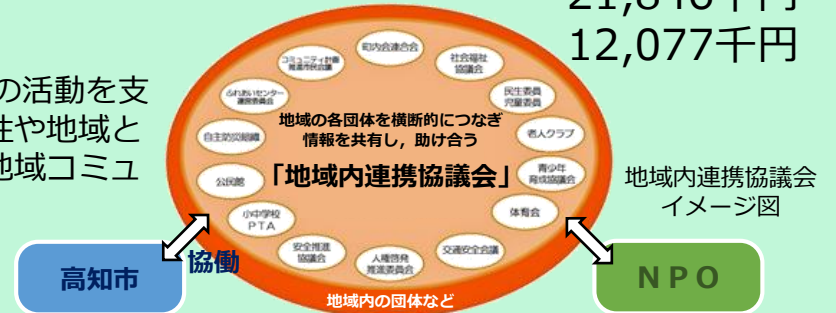 12,077千円
の活動を支
性や地域と
地域コミュ
町内会連合会
コミュニティ計画
推進市民会議
社会福祉
協議会
ふれあいセンター
運営委員会
民生委員
児童委員
自主防災組織
地域の各団体を横断的につなぎ
情報を共有し，助け合う
老人クラブ
公民館
「地域内連携協議会」
青少年
育成協議会
小中学校
PTA
体育会
安全推進
協議会
人権啓発
推進委員会
交通安全会議
地域内連携協議会
イメージ図
高知市
協働
NPO
地域内の団体など